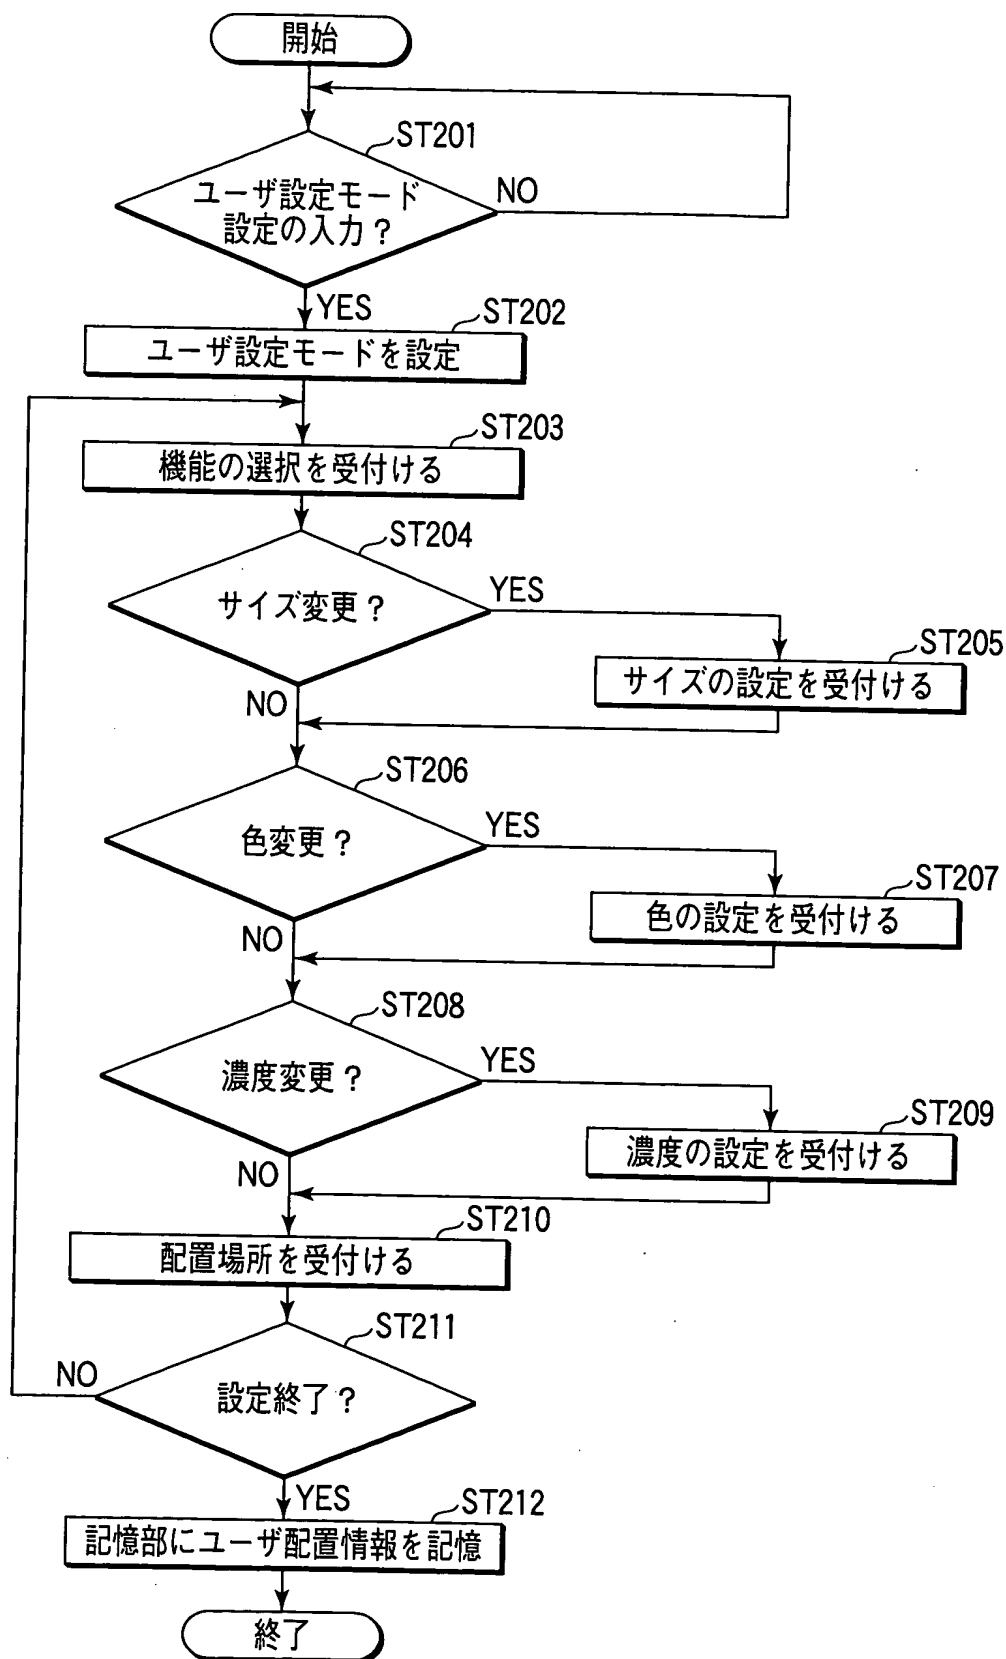 開始
ST201
ユーザ設定モード
設定の入力？
NO
YES
ST202
ユーザ設定モードを設定
ST203
機能の選択を受付ける
ST204
サイズ変更？
YES
ST205
サイズの設定を受付ける
NO
ST206
色変更？
YES
ST207
色の設定を受付ける
NO
ST208
濃度変更？
YES
ST209
濃度の設定を受付ける
NO
ST210
配置場所を受付ける
ST211
設定終了？
NO
YES
ST212
記憶部にユーザ配置情報を記憶
終了